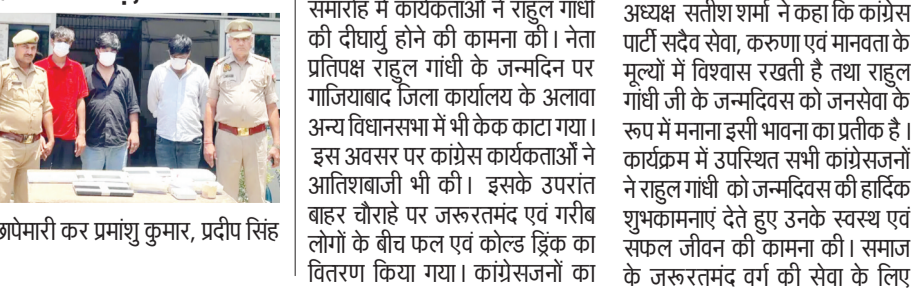 छापेमारी कर प्रमांशु कुमार, प्रदीप सिंह
समारोह में कार्यकर्ताओं ने राहुल गांधी
की दीघार्यु होने की कामना की। नेता
प्रतिपक्ष राहुल गांधी के जन्मदिन पर
गाजियाबाद जिला कार्यालय के अलावा
अन्य विधानसभा में भी केक काटा गया।
इस अवसर पर कांग्रेस कार्यकर्ताओं ने
आतिशबाजी भी की। इसके उपरांत
बाहर चौराहे पर जरूरतमंद एवं गरीब
लोगों के बीच फल एवं कोल्ड ड्रिंक का
वितरण किया गया। कांग्रेसजनों का
अध्यक्ष सतीश शर्मा ने कहा कि कांग्रेस
पार्टी सदैव सेवा, करुणा एवं मानवता के
मूल्यों में विश्वास रखती है तथा राहुल
गांधी जी के जन्मदिवस को जनसेवा के
रूप में मनाना इसी भावना का प्रतीक है।
कार्यक्रम में उपस्थित सभी कांग्रेसजनों
ने राहुल गांधी को जन्मदिवस की हार्दिक
शुभकामनाएं देते हुए उनके स्वस्थ एवं
सफल जीवन की कामना की। समाज
के जरूरतमंद वर्ग की सेवा के लिए